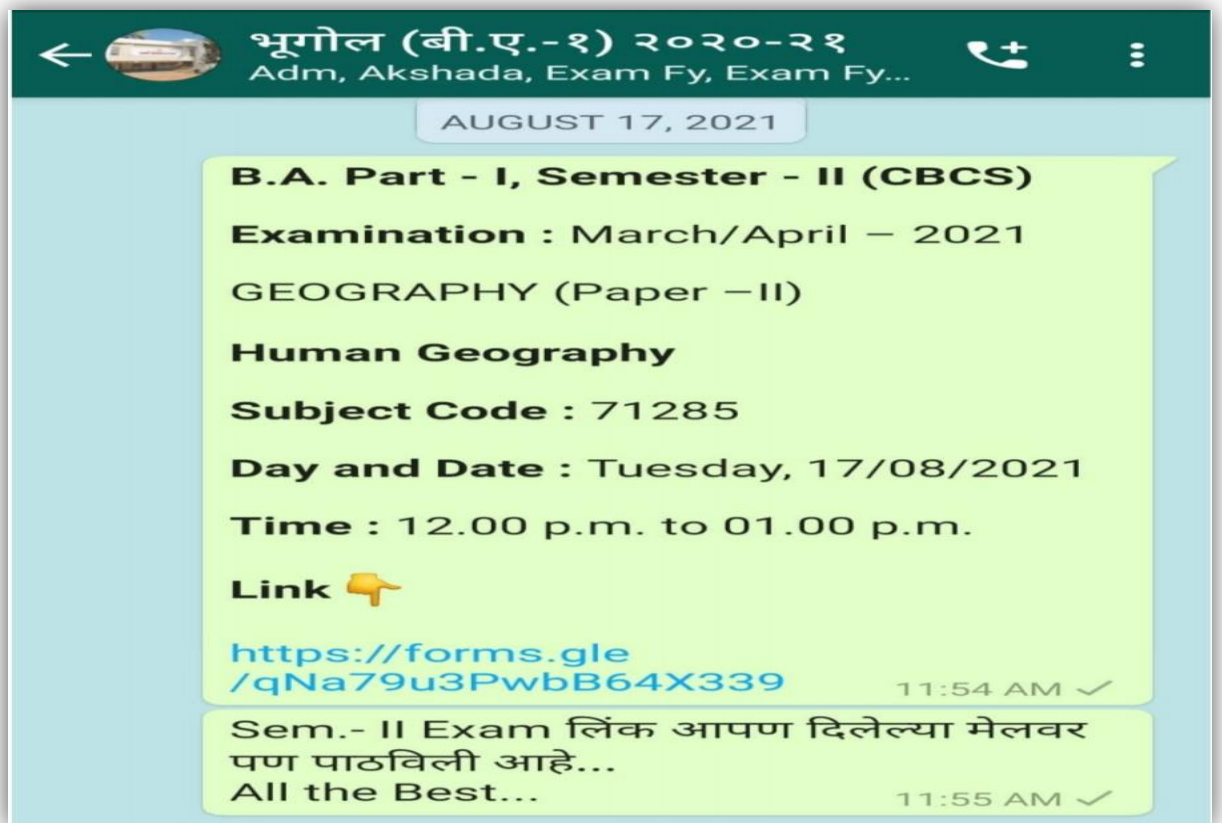 भूगोल (बी.ए.-१) २०२०-२१
Adm, Akshada, Exam Fy, Exam Fy...
AUGUST 17, 2021
B.A. Part - I, Semester - II (CBCS)
Examination : March/April – 2021
GEOGRAPHY (Paper –II)
Human Geography
Subject Code : 71285
Day and Date : Tuesday, 17/08/2021
Time : 12.00 p.m. to 01.00 p.m.
Link 👇
https://forms.gle
/qNa79u3PwbB64X339
11:54 AM
Sem.- II Exam लिंक आपण दिलेल्या मेलवर
पण पाठविली आहे...
All the Best...
11:55 AM